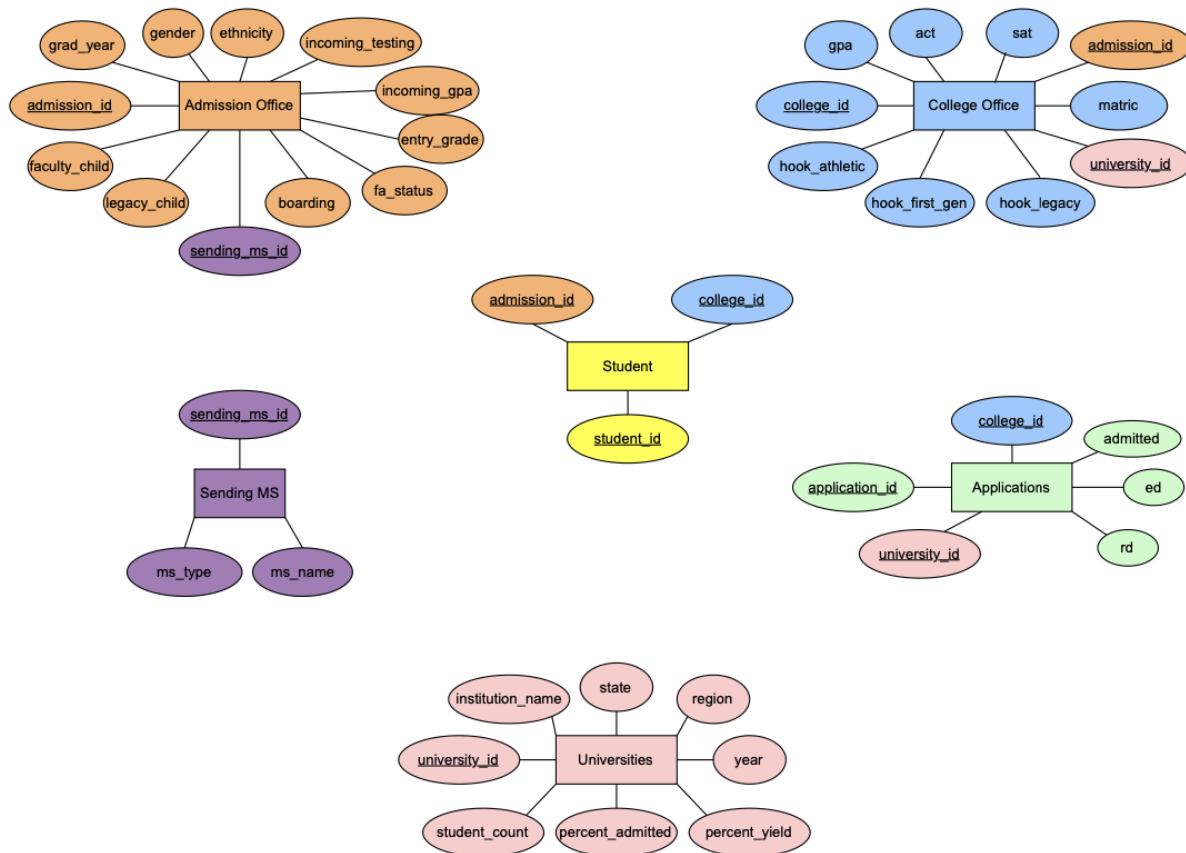 grad_year
gender
ethnicity
incoming_testing
admission_id
Admission Office
incoming_gpa
entry_grade
faculty_child
legacy_child
boarding
fa_status
sending_ms_id
gpa
act
sat
admission_id
college_id
College Office
matric
hook_athletic
university_id
hook_first_gen
hook_legacy
admission_id
college_id
Student
student_id
sending_ms_id
Sending MS
ms_type
ms_name
college_id
admitted
application_id
Applications
ed
university_id
rd
institution_name
state
region
university_id
Universities
year
student_count
percent_admitted
percent_yield